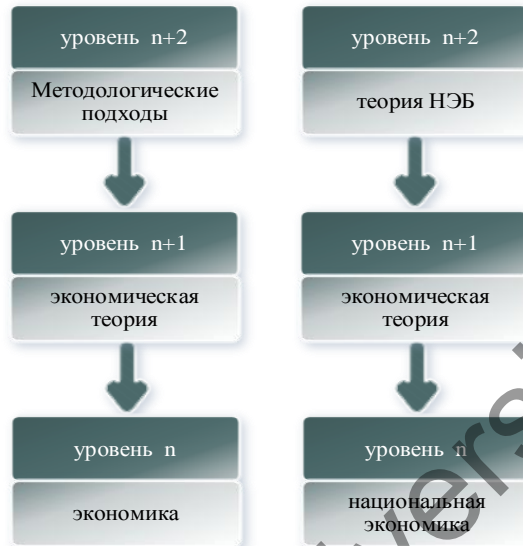 уровень n+2
Методологические
подходы
уровень n+1
экономическая
теория
уровень n
экономика
уровень n+2
теория НЭБ
уровень n+1
экономическая
теория
уровень n
национальная
экономика